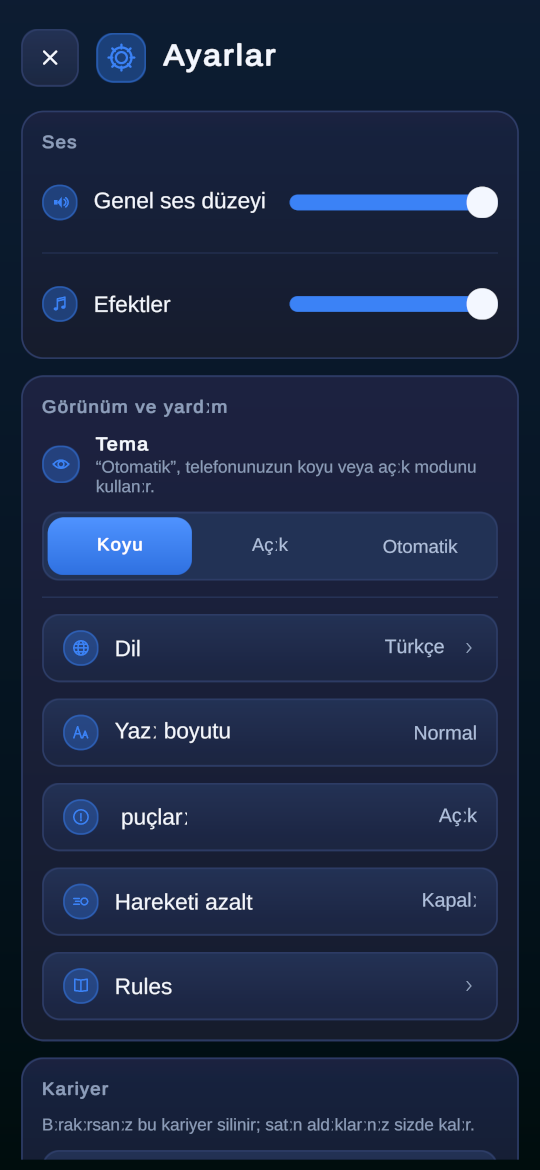 Ayarlar
Ses
Genel ses düzeyi
Efektler
Görünüm ve yard:m
Tema
“Otomatik”, telefonunuzun koyu veya aç:k modunu
kullan:r.
Koyu
Aç:k
Otomatik
Dil Türkçe
Yaz: boyutu Normal
puçlar: Aç:k
Hareketi azalt Kapal:
Rules
Kariyer
B:rak:rsan:z bu kariyer silinir; sat:n ald:klar:n:z sizde kal:r.